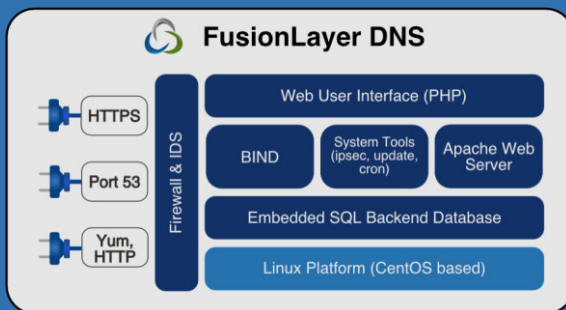 FusionLayer DNS
HTTPS
Port 53
Yum,
HTTP
Firewall & IDS
Web User Interface (PHP)
BIND
System Tools
(ipsec, update,
cron)
Apache Web
Server
Embedded SQL Backend Database
Linux Platform (CentOS based)